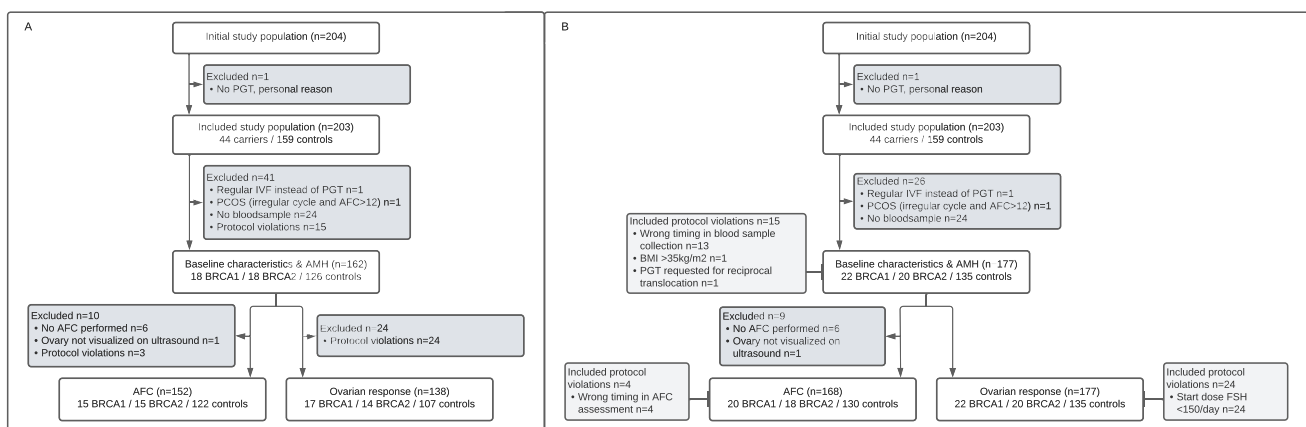 A
Initial study population (n=204)
Excluded n=1
• No PGT, personal reason
Included study population (n=203)
44 carriers / 159 controls
Excluded n=41
• Regular IVF instead of PGT n=1
• PCOS (irregular cycle and AFC>12) n=1
• No bloodsample n=24
• Protocol violations n=15
Baseline characteristics & AMH (n=162)
18 BRCA1 / 18 BRCA2 / 126 controls
Excluded n=10
• No AFC performed n=6
• Ovary not visualized on ultrasound n=1
• Protocol violations n=3
Excluded n=24
• Protocol violations n=24
AFC (n=152)
15 BRCA1 / 15 BRCA2 / 122 controls
Ovarian response (n=138)
17 BRCA1 / 14 BRCA2 / 107 controls
B
Initial study population (n=204)
Excluded n=1
• No PGT, personal reason
Included study population (n=203)
44 carriers / 159 controls
Excluded n=26
• Regular IVF instead of PGT n=1
• PCOS (irregular cycle and AFC>12) n=1
• No bloodsample n=24
Included protocol violations n=15
• Wrong timing in blood sample
collection n=13
• BMI >35kg/m2 n=1
• PGT requested for reciprocal
translocation n=1
Baseline characteristics & AMH (n 177)
22 BRCA1 / 20 BRCA2 / 135 controls
Excluded n=9
• No AFC performed n=6
• Ovary not visualized on
ultrasound n=1
Included protocol
violations n=4
• Wrong timing in AFC
assessment n=4
AFC (n=168)
20 BRCA1 / 18 BRCA2 / 130 controls
Ovarian response (n=177)
22 BRCA1 / 20 BRCA2 / 135 controls
Included protocol
violations n=24
• Start dose FSH
<150/day n=24